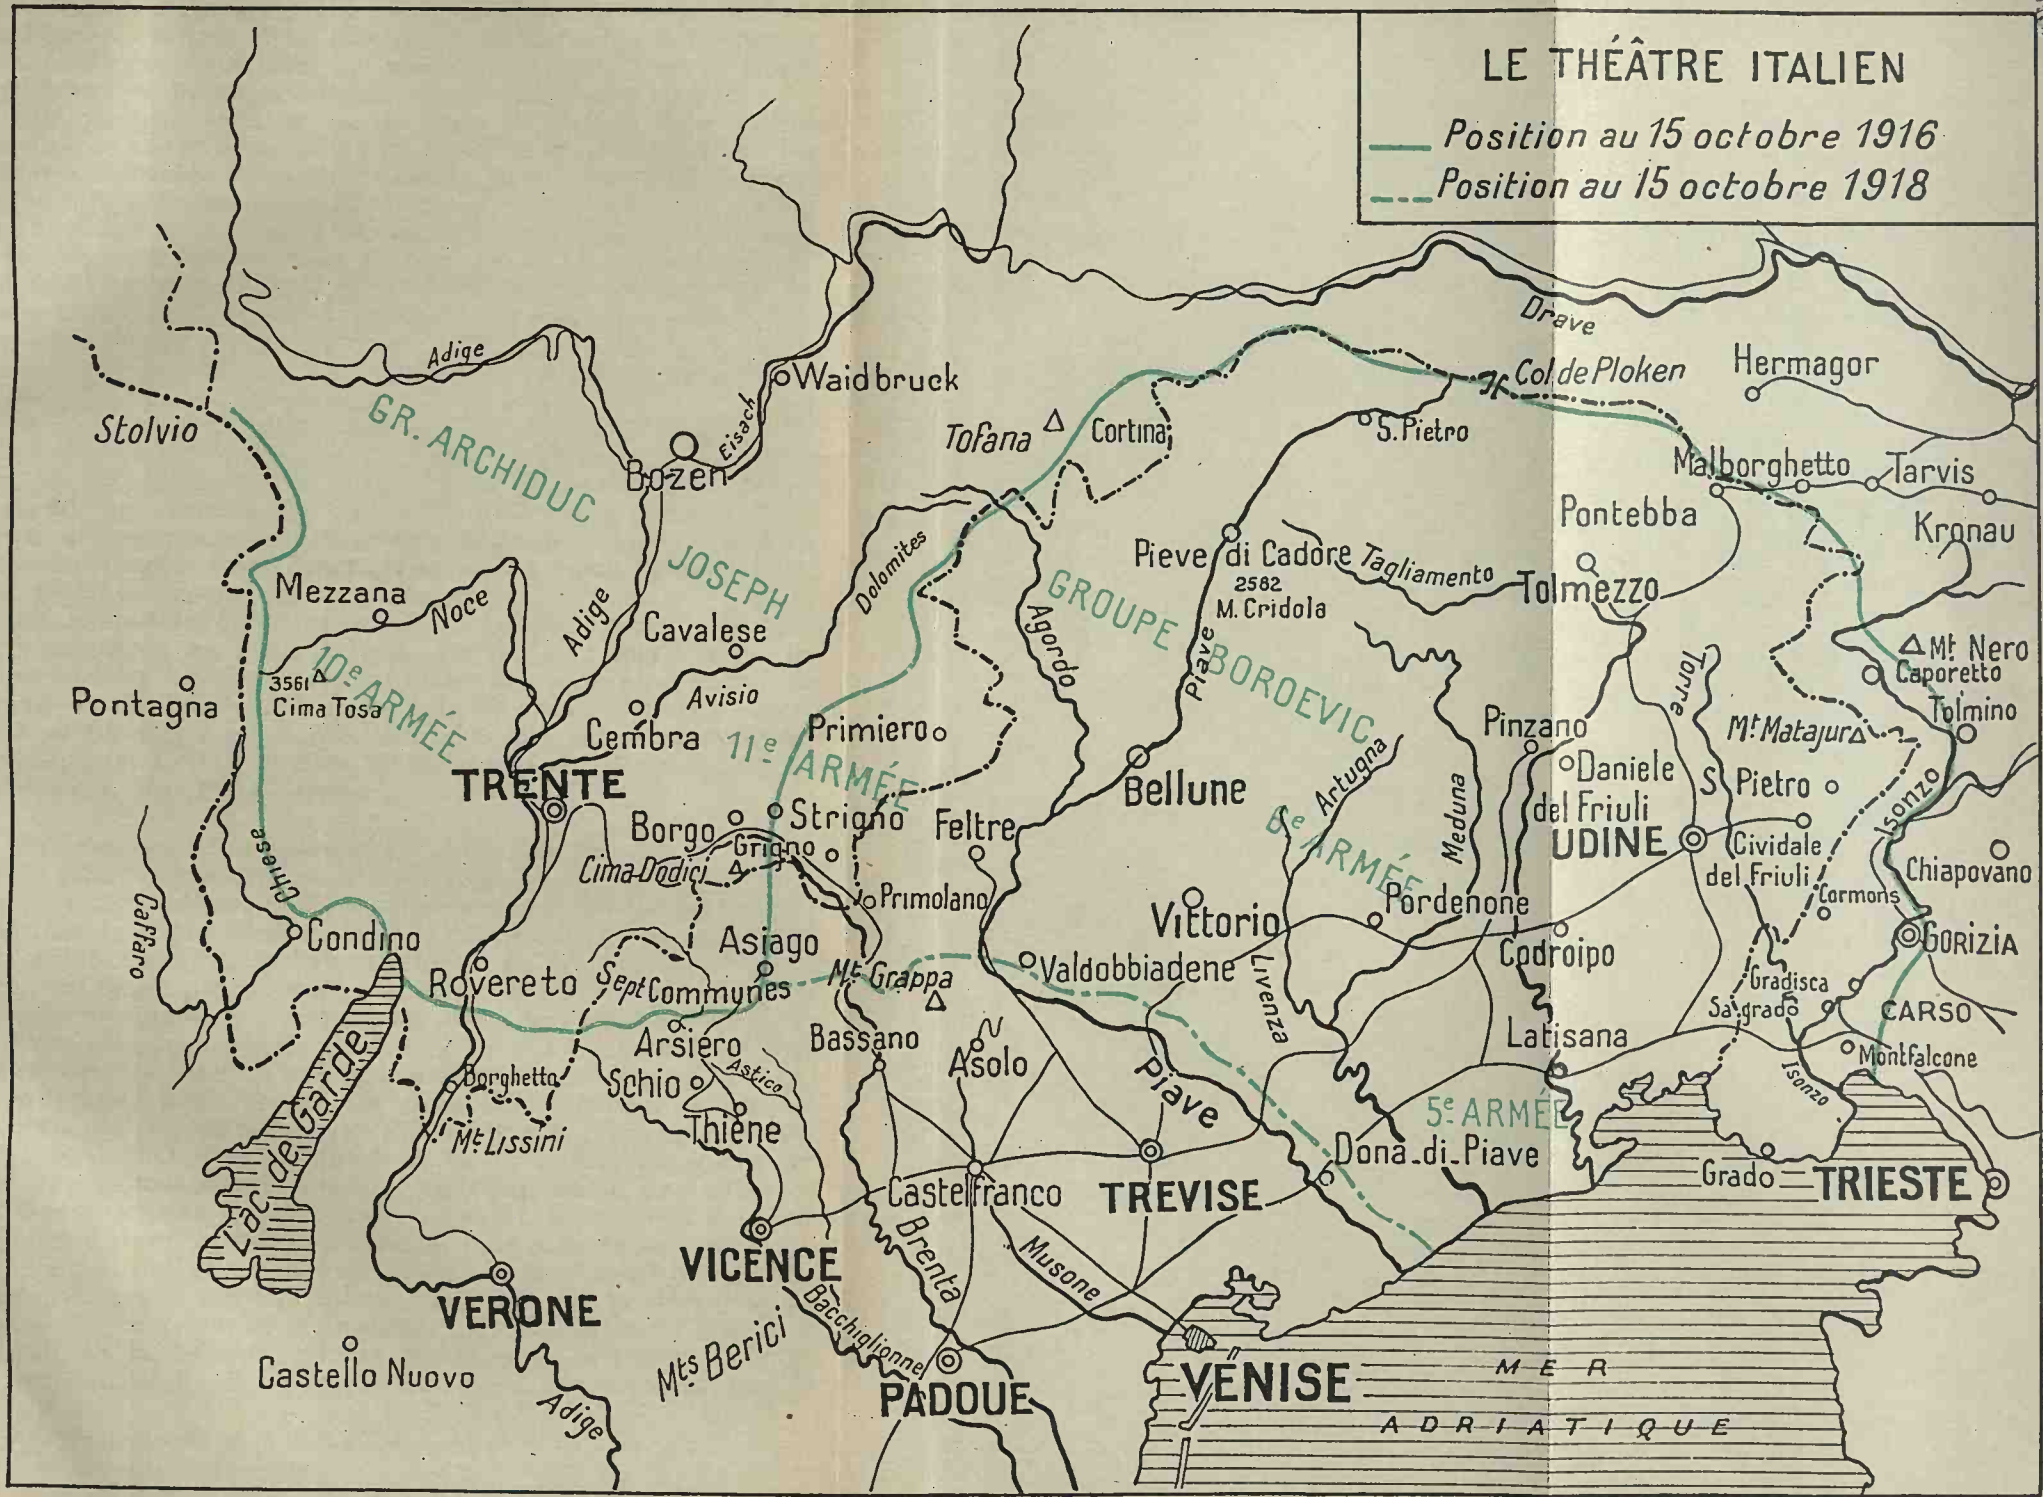 LE THÉÂTRE ITALIEN
Position au 15 octobre 1916
Position au 15 octobre 1918
Drave
Adige
Stolvio
GR. ARCHIDUC
JOSEPH
Waidbruck
Eisach
Bozen
Tofana
Cortina
S. Pietro
Col de Ploken
Hermagor
Malborghetto
Tarvis
Pontebba
Kronau
Mezzana
Noce
Adige
Cavalese
Dolomites
Agordo
GROUPE BOROEVIC
Pieve di Cadore
2582
M. Cridola
Tagliamento
Tolmezzo
Piave
Torre
Mt. Nero
Caporetto
Tolmino
Mt Matajur
10e ARMÉE
3561
Cima Tosa
Pontagna
Cembra
Avisio
11e ARMÉE
Primiero
Pinzano
Daniele
del Friuli
S Pietro
Isonzo
TRENTE
Bellune
Artugna
Meduna
6e ARMÉE
UDINE
Cividale
del Friuli
Cormons
Chiapovano
Borgo
Strigno
Grigno
Cima Dodici
Feltre
Primolano
Chiese
Caffaro
Condino
Vittorio
Pordenone
Codroipo
GORIZIA
Rovereto
Sept Communes
Asiago
Mt. Grappa
Valdobbiadene
Livenza
Gradisca
Sagrado
CARSO
Montfalcone
Isonzo
Latisana
Arsiero
Bassano
Asolo
Borghetto
Schio
Astico
Thiene
Mt. Lissini
Piave
5e ARMÉE
Dona-di-Piave
Lac de Garde
Castelfranco
TREVISE
Grado
TRIESTE
VICENCE
Brenta
Musone
VERONE
Bacchiglionne
Mts Berici
Castello Nuovo
Adige
PADOUE
VENISE
MER
ADRIATIQUE